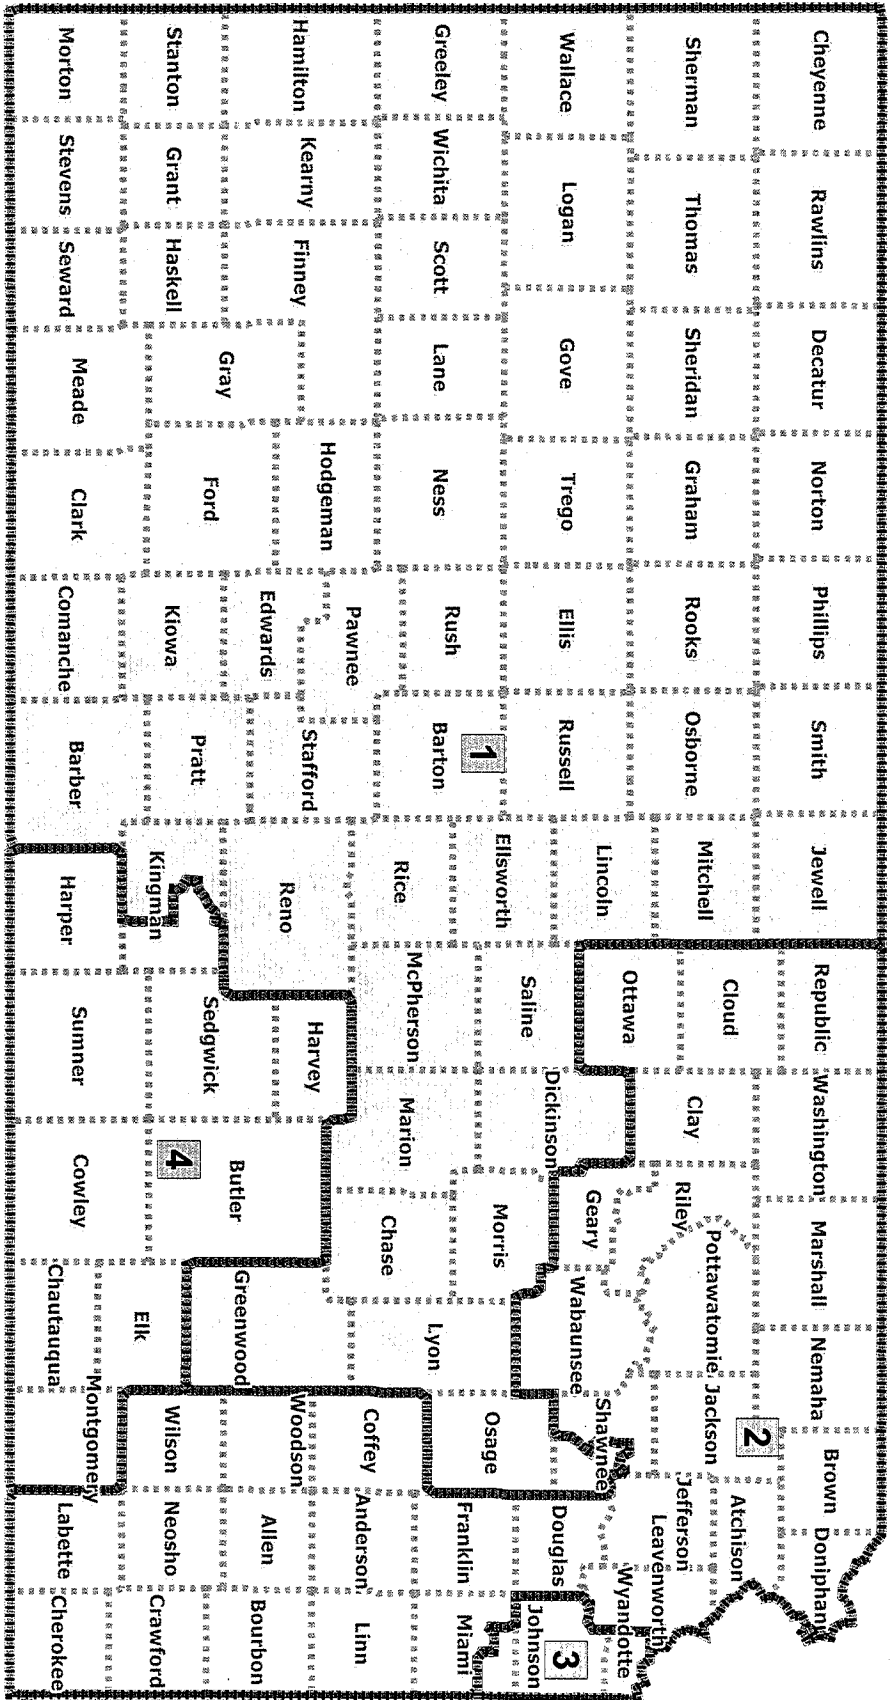 Cheyenne
Rawlins
Decatur
Norton
Phillips
Smith
Jewell
Republic
Washington
Marshall
Nemaha
Brown
Doniphan
Sherman
Thomas
Sheridan
Graham
Rooks
Osborne
Mitchell
Cloud
Clay
Riley
Pottawatomie
Jackson
2
Atchison
Jefferson
Leavenworth
Wyandotte
Wallace
Logan
Gove
Trego
Ellis
Russell
Lincoln
Ottawa
Dickinson
Geary
Wabaunsee
Shawnee
Douglas
Johnson
3
Greeley
Wichita
Scott
Lane
Ness
Rush
Barton
1
Ellsworth
Rice
Saline
McPherson
Marion
Morris
Chase
Lyon
Osage
Franklin
Miami
Hamilton
Kearny
Finney
Hodgeman
Pawnee
Edwards
Stafford
Reno
Harvey
Butler
Greenwood
Coffey
Woodson
Anderson
Allen
Linn
Bourbon
Stanton
Grant
Haskell
Gray
Ford
Kiowa
Pratt
Kingman
Sedgwick
4
Elk
Wilson
Neosho
Crawford
Morton
Stevens
Seward
Meade
Clark
Comanche
Barber
Harper
Sumner
Cowley
Chautauqua
Montgomery
Labette
Cherokee